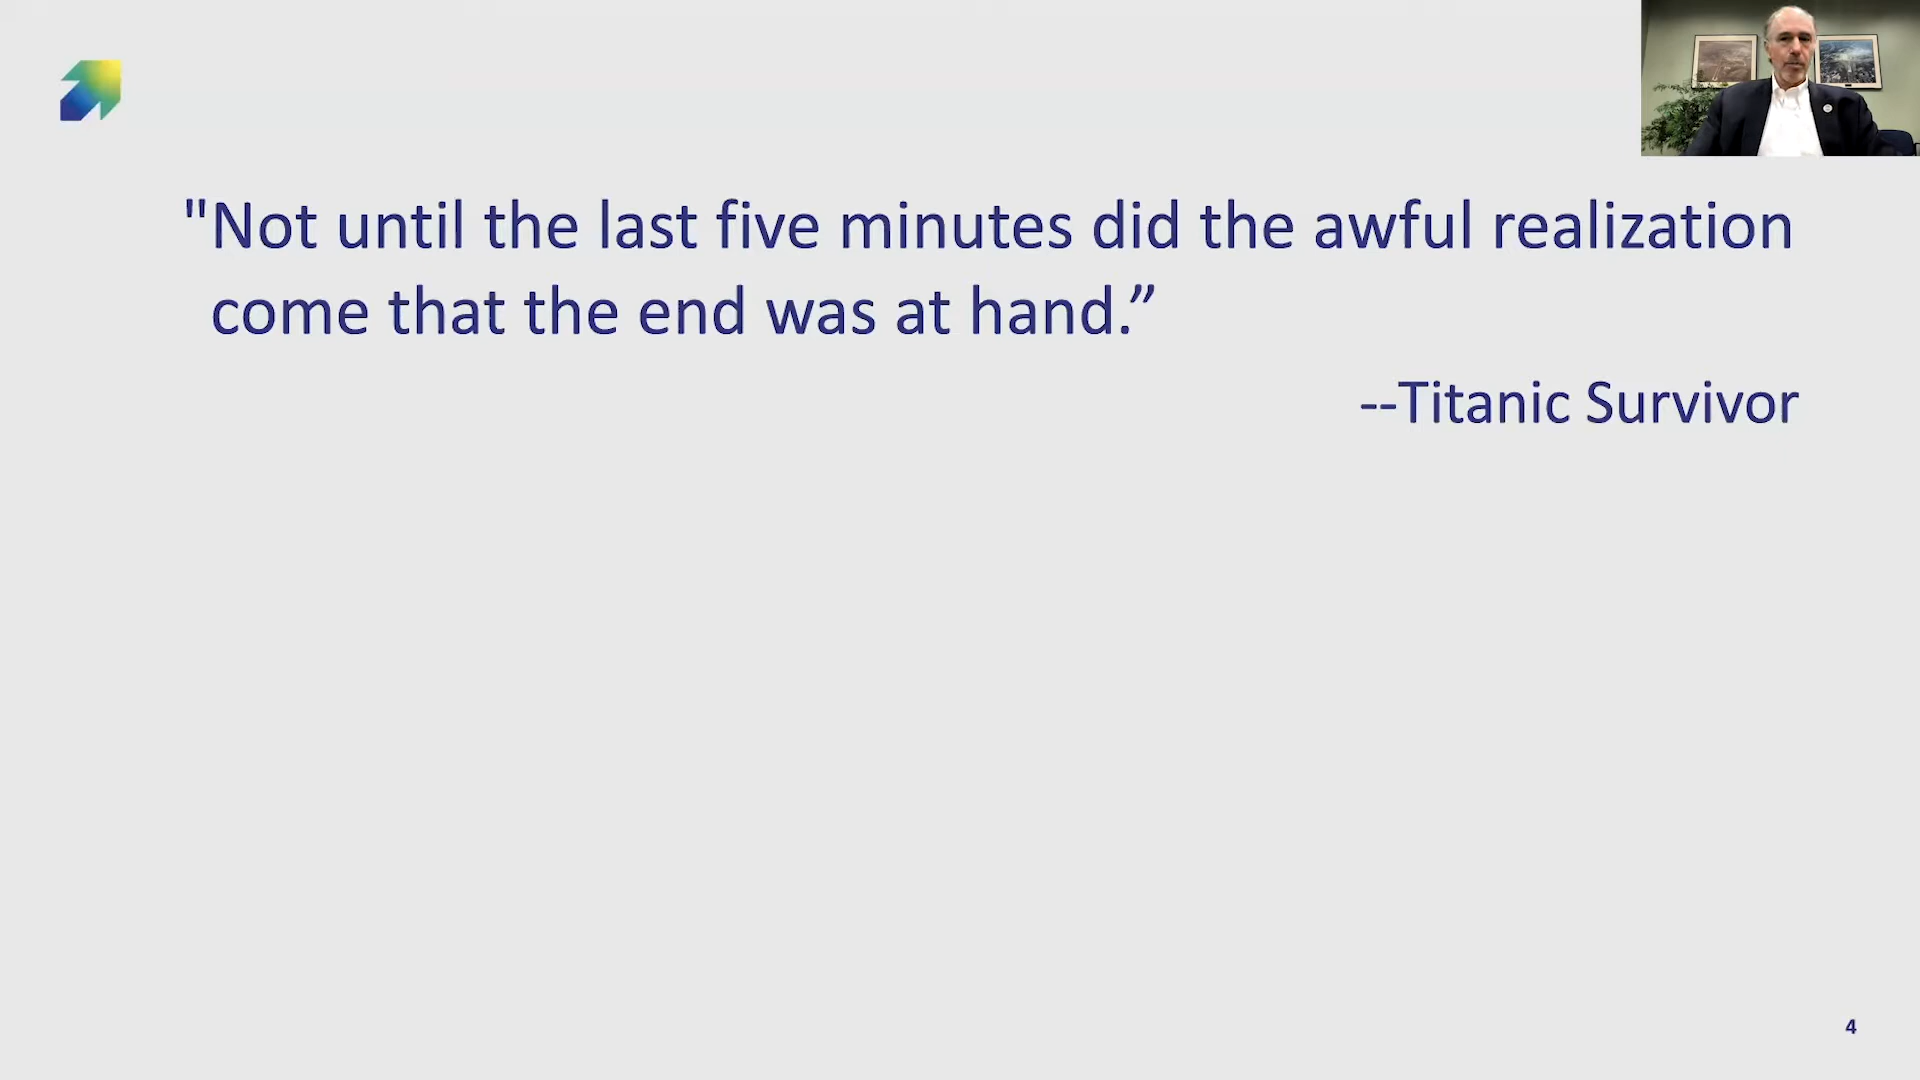 "Not until the last five minutes did the awful realization
come that the end was at hand.”
--Titanic Survivor
4